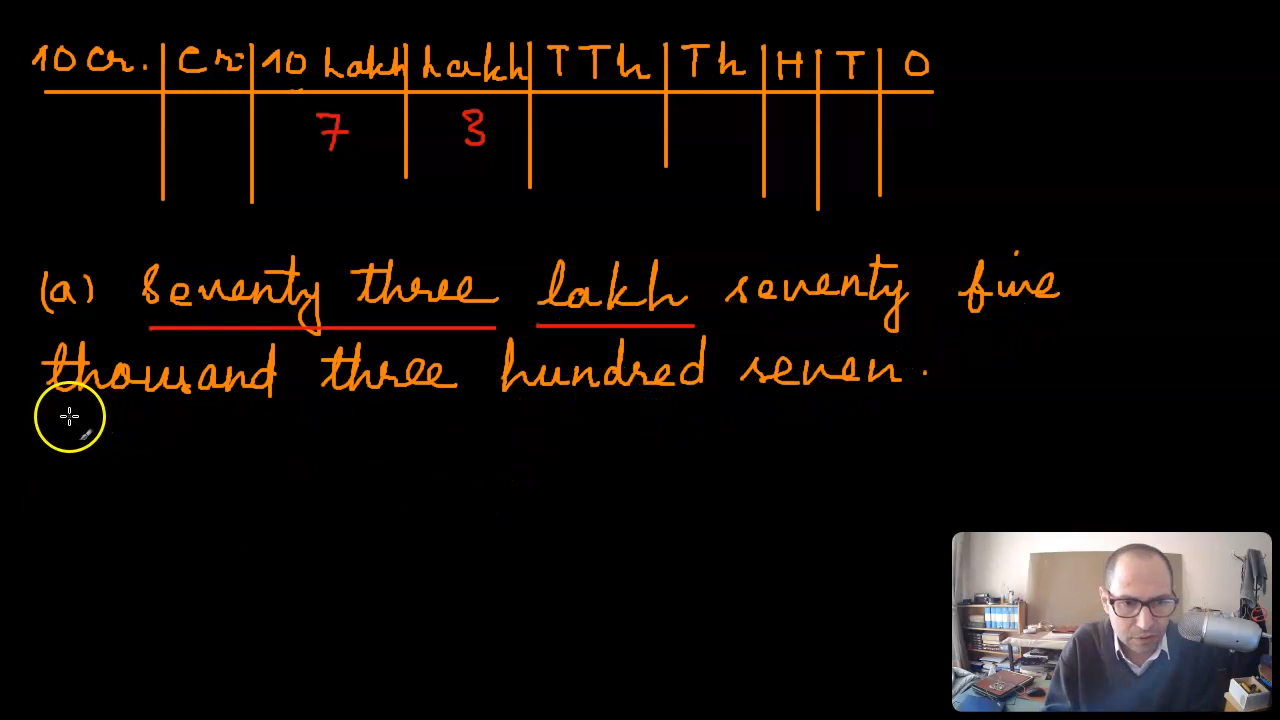 10 Cr. Cr 10 Lakh Lakh T Th Th H T O
7 3
(a) Seventy three lakh seventy five
thousand three hundred seven.